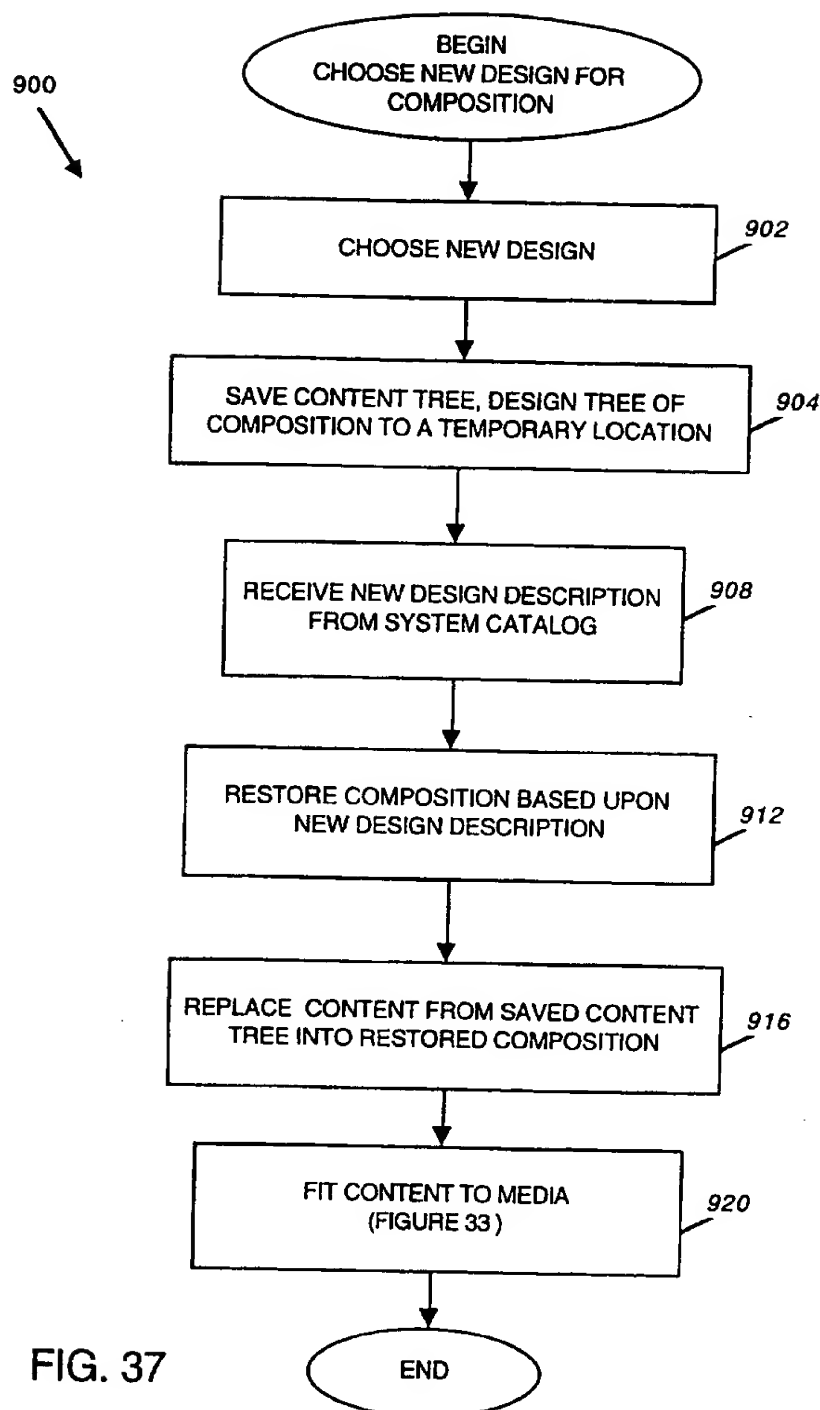 BEGIN
CHOOSE NEW DESIGN FOR
COMPOSITION
900
CHOOSE NEW DESIGN
902
SAVE CONTENT TREE, DESIGN TREE OF
COMPOSITION TO A TEMPORARY LOCATION
904
RECEIVE NEW DESIGN DESCRIPTION
FROM SYSTEM CATALOG
908
RESTORE COMPOSITION BASED UPON
NEW DESIGN DESCRIPTION
912
REPLACE CONTENT FROM SAVED CONTENT
TREE INTO RESTORED COMPOSITION
916
FIT CONTENT TO MEDIA
(FIGURE 33)
920
END
FIG. 37